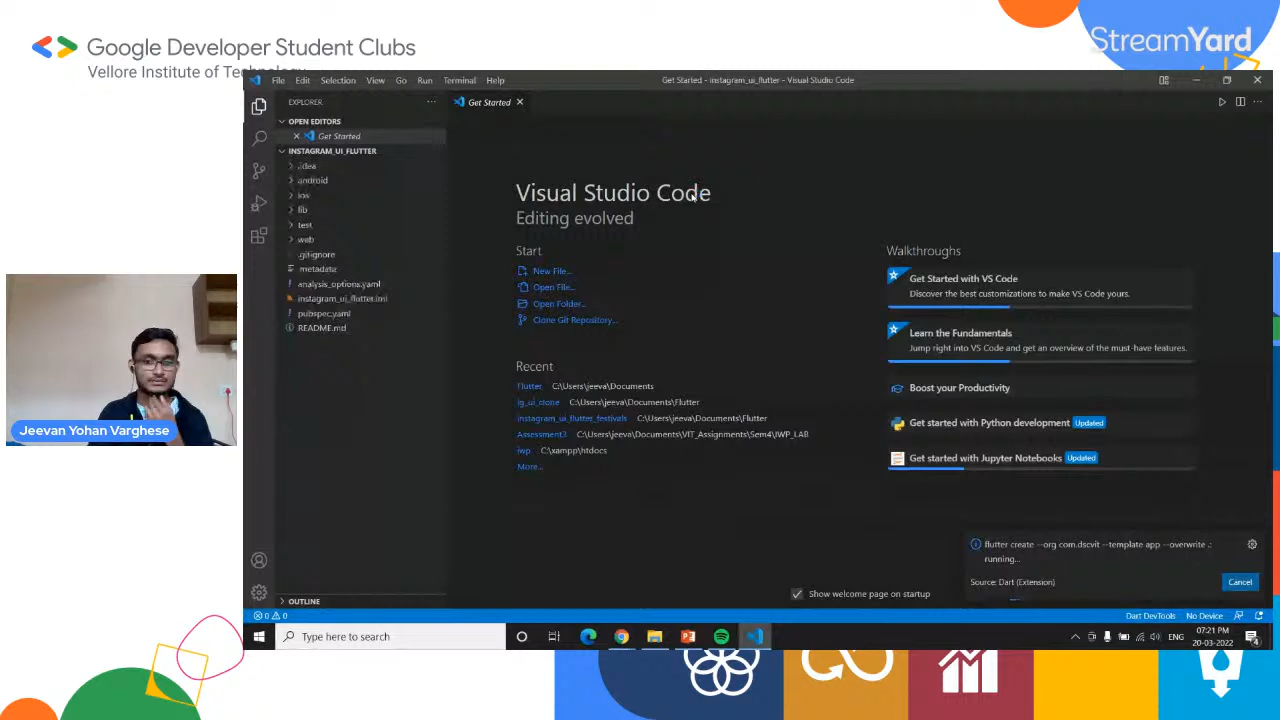 Google Developer Student Clubs
Vellore Institute of Technology
StreamYard
File Edit Selection View Go Run Terminal Help
Get Started - instagram_ui_flutter - Visual Studio Code
EXPLORER
Get Started
OPEN EDITORS
Get Started
INSTAGRAM_UI_FLUTTER
.idea
android
ios
lib
test
web
.gitignore
.metadata
analysis_options.yaml
instagram_ui_flutter.iml
pubspec.yaml
README.md
OUTLINE
Visual Studio Code
Editing evolved
Start
New File...
Open File...
Open Folder...
Clone Git Repository...
Recent
Flutter C:\Users\jeeva\Documents
ig_ui_clone C:\Users\jeeva\Documents\Flutter
instagram_ui_flutter_festivals C:\Users\jeeva\Documents\Flutter
Assessment3 C:\Users\jeeva\Documents\VIT_Assignments\Sem4\IWP_LAB
iwp C:\xampp\htdocs
More...
Walkthroughs
Get Started with VS Code
Discover the best customizations to make VS Code yours.
Learn the Fundamentals
Jump right into VS Code and get an overview of the must-have features.
Boost your Productivity
Get started with Python development Updated
Get started with Jupyter Notebooks Updated
flutter create --org com.dscvit --template app --overwrite .:
running...
Source: Dart (Extension)
Cancel
Show welcome page on startup
0 0
Dart DevTools No Device
Type here to search
ENG
07:21 PM
20-03-2022
Jeevan Yohan Varghese